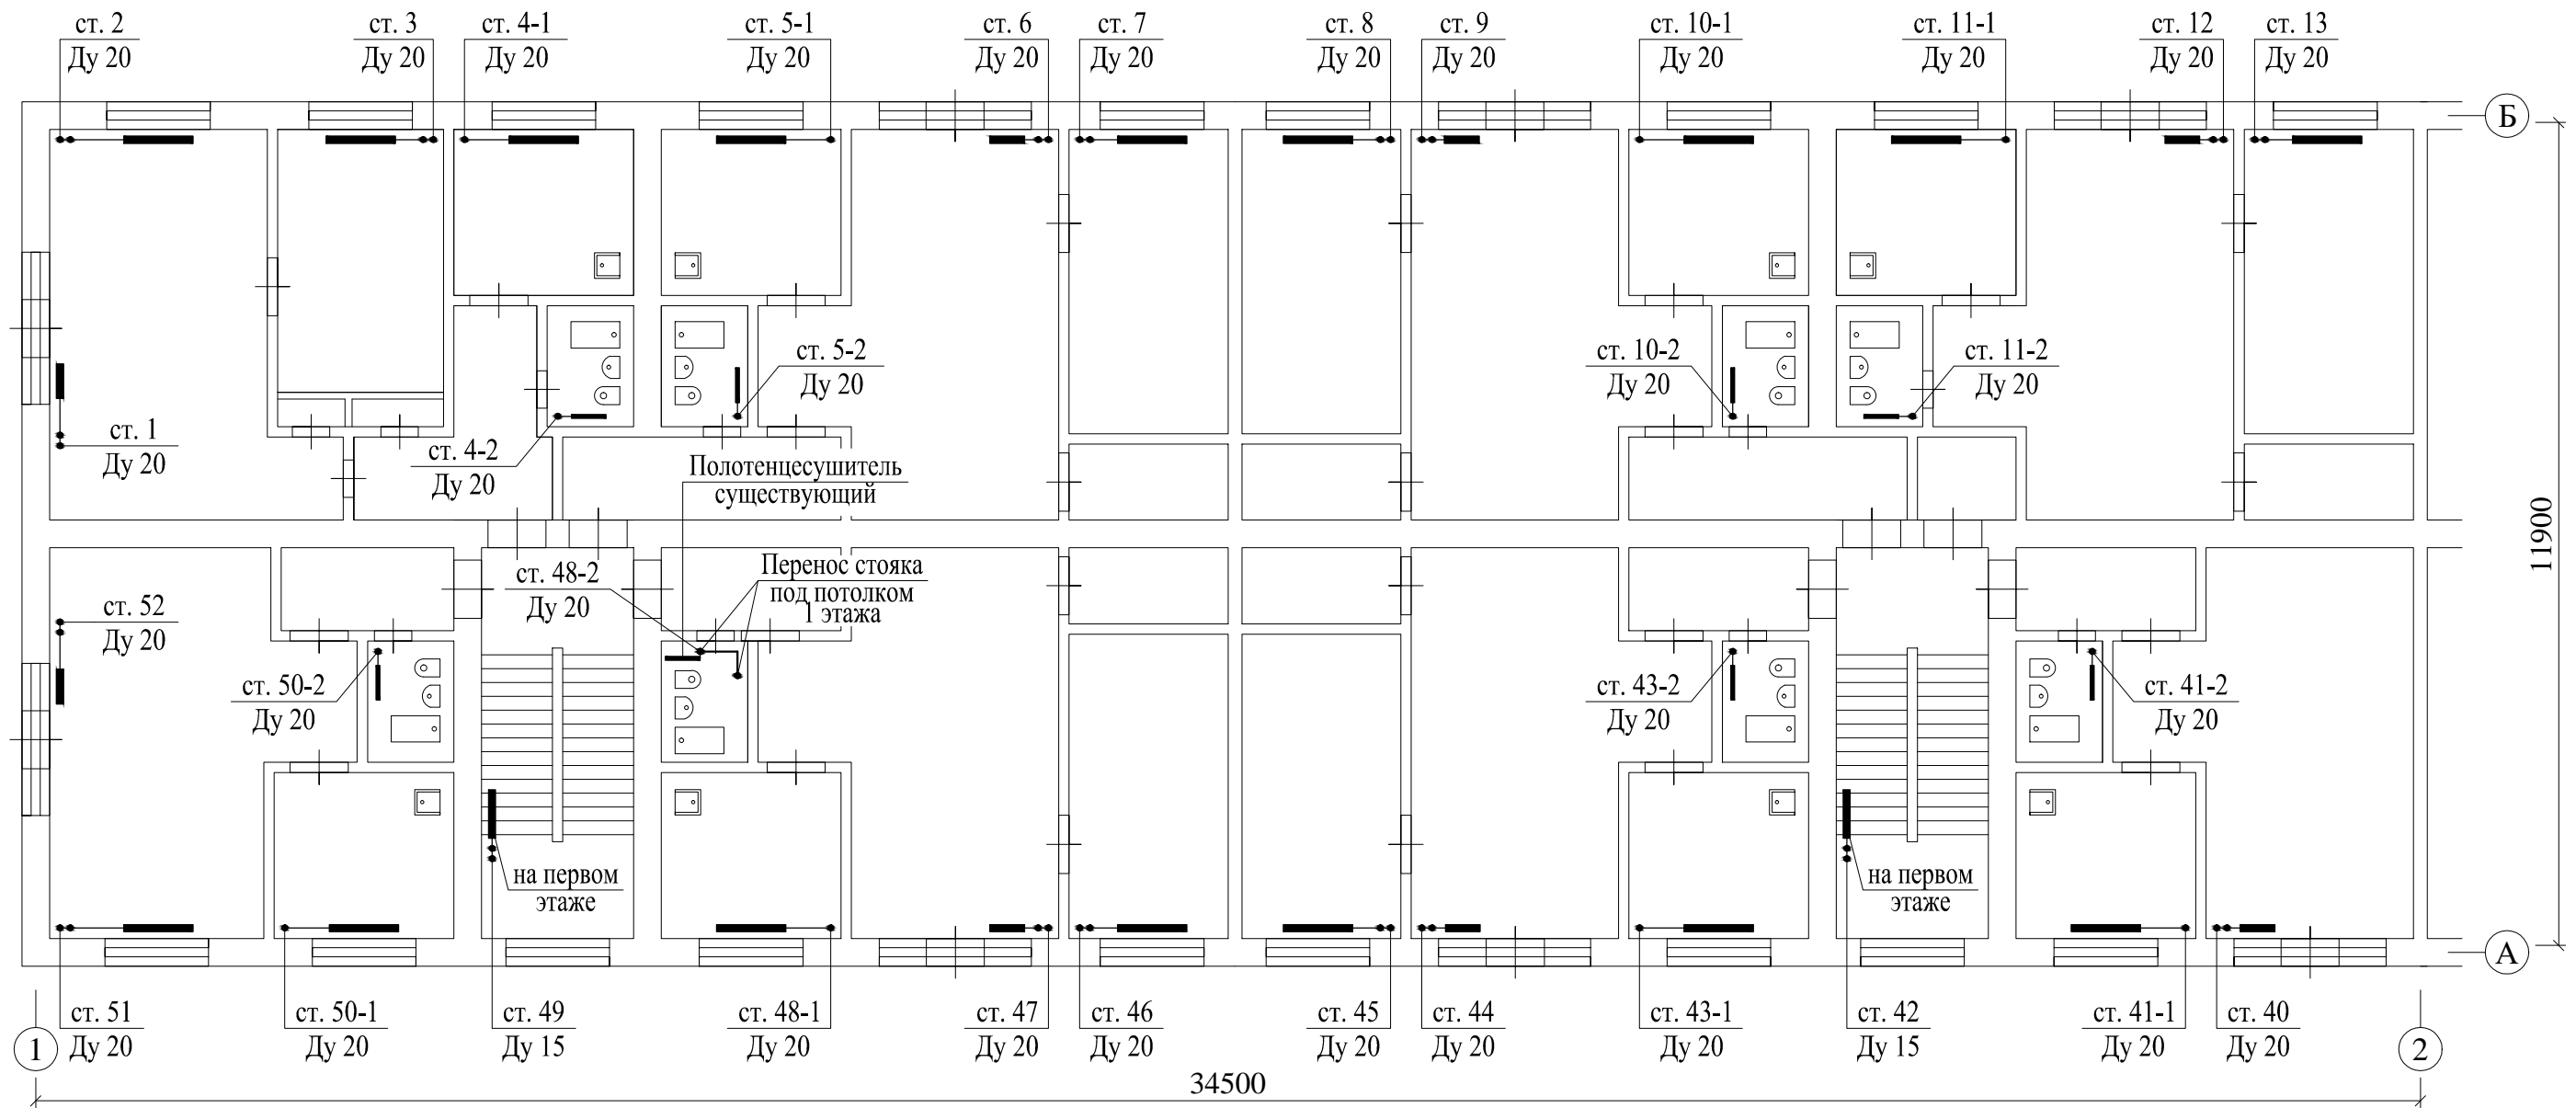 ст. 2
Ду 20
ст. 3
Ду 20
ст. 4-1
Ду 20
ст. 5-1
Ду 20
ст. 6
Ду 20
ст. 7
Ду 20
ст. 8
Ду 20
ст. 9
Ду 20
ст. 10-1
Ду 20
ст. 11-1
Ду 20
ст. 12
Ду 20
ст. 13
Ду 20
Б
ст. 5-2
Ду 20
ст. 10-2
Ду 20
ст. 11-2
Ду 20
ст. 1
Ду 20
ст. 4-2
Ду 20
Полотенцесушитель
существующий
11900
ст. 48-2
Ду 20
Перенос стояка
под потолком
1 этажа
ст. 52
Ду 20
ст. 50-2
Ду 20
ст. 43-2
Ду 20
ст. 41-2
Ду 20
на первом
этаже
на первом
этаже
А
ст. 51
Ду 20
ст. 50-1
Ду 20
ст. 49
Ду 15
ст. 48-1
Ду 20
ст. 47
Ду 20
ст. 46
Ду 20
ст. 45
Ду 20
ст. 44
Ду 20
ст. 43-1
Ду 20
ст. 42
Ду 15
ст. 41-1
Ду 20
ст. 40
Ду 20
1
2
34500